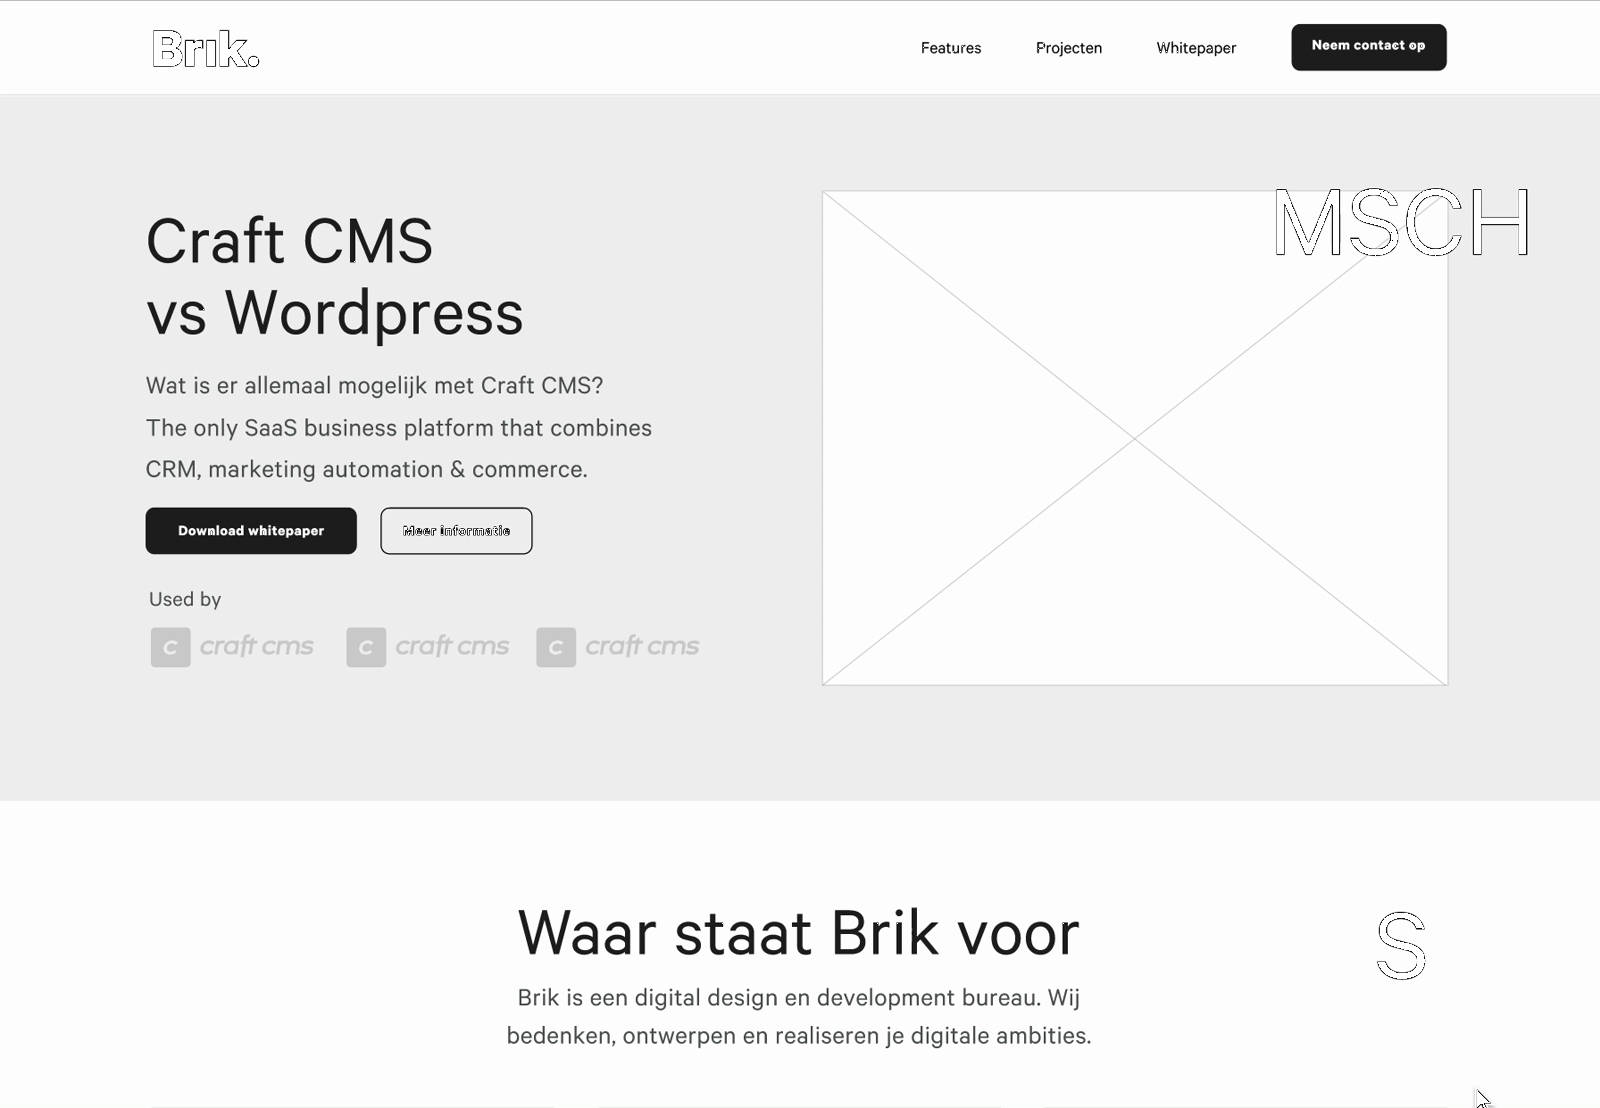 Brik.
Features
Projecten
Whitepaper
Neem contact op
MSCH
Craft CMS
vs Wordpress
Wat is er allemaal mogelijk met Craft CMS?
The only SaaS business platform that combines
CRM, marketing automation & commerce.
Download whitepaper
Meer informatie
Used by
c craft cms
c craft cms
c craft cms
Waar staat Brik voor
S
Brik is een digital design en development bureau. Wij
bedenken, ontwerpen en realiseren je digitale ambities.